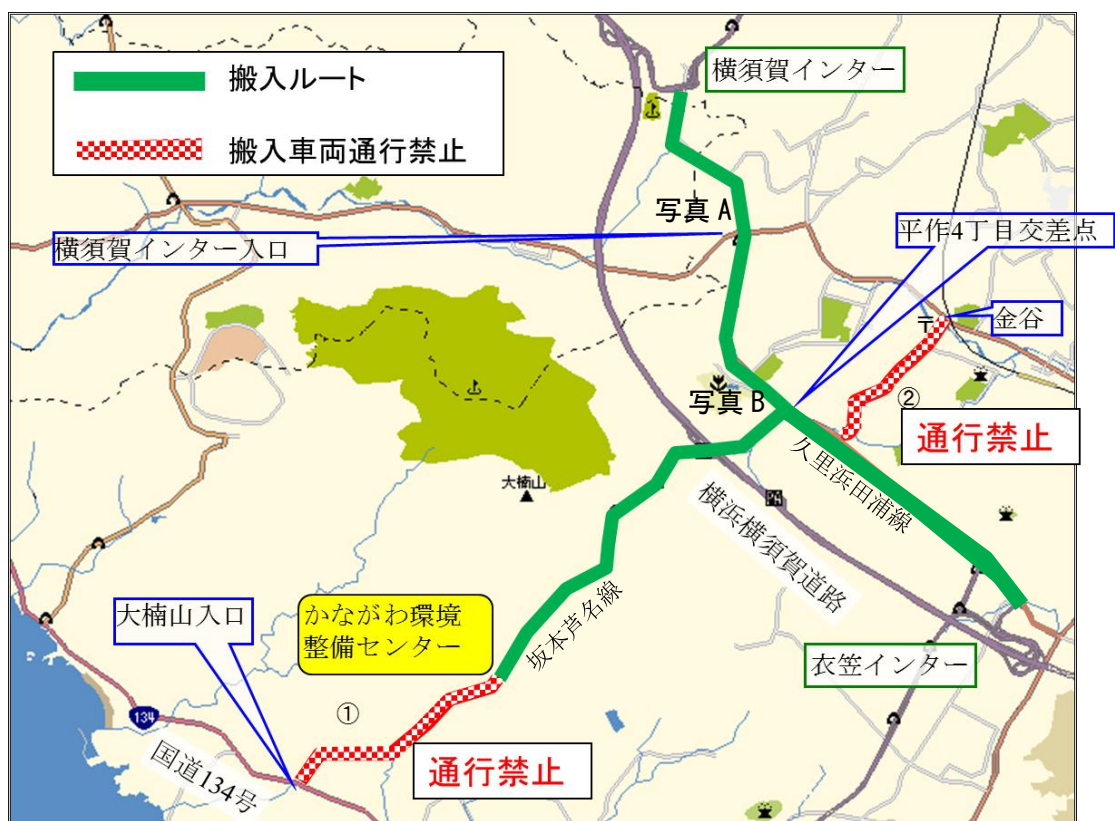 搬入ルート
搬入車両通行禁止
横須賀インター
写真 A
横須賀インター入口
平作4丁目交差点
金谷
〒
②
写真 B
通行禁止
久里浜田浦線
大楠山
横浜横須賀道路
PA
かながわ環境
整備センター
大楠山入口
坂本芦名線
衣笠インター
①
134
国道134号
通行禁止